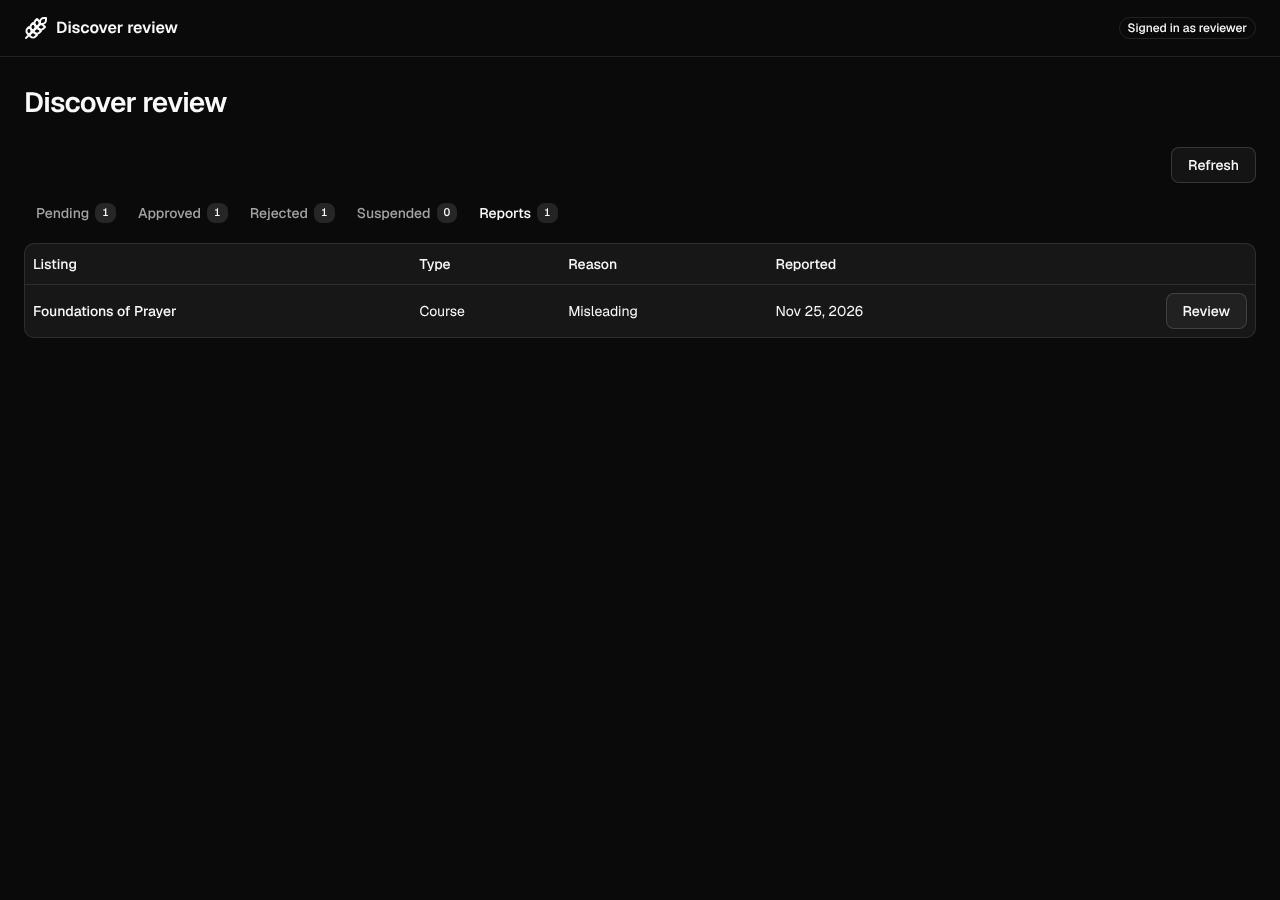 Discover review
Signed in as reviewer
Discover review
Refresh
Pending 1 Approved 1 Rejected 1 Suspended 0 Reports 1
Listing Type Reason Reported
Foundations of Prayer Course Misleading Nov 25, 2026 Review